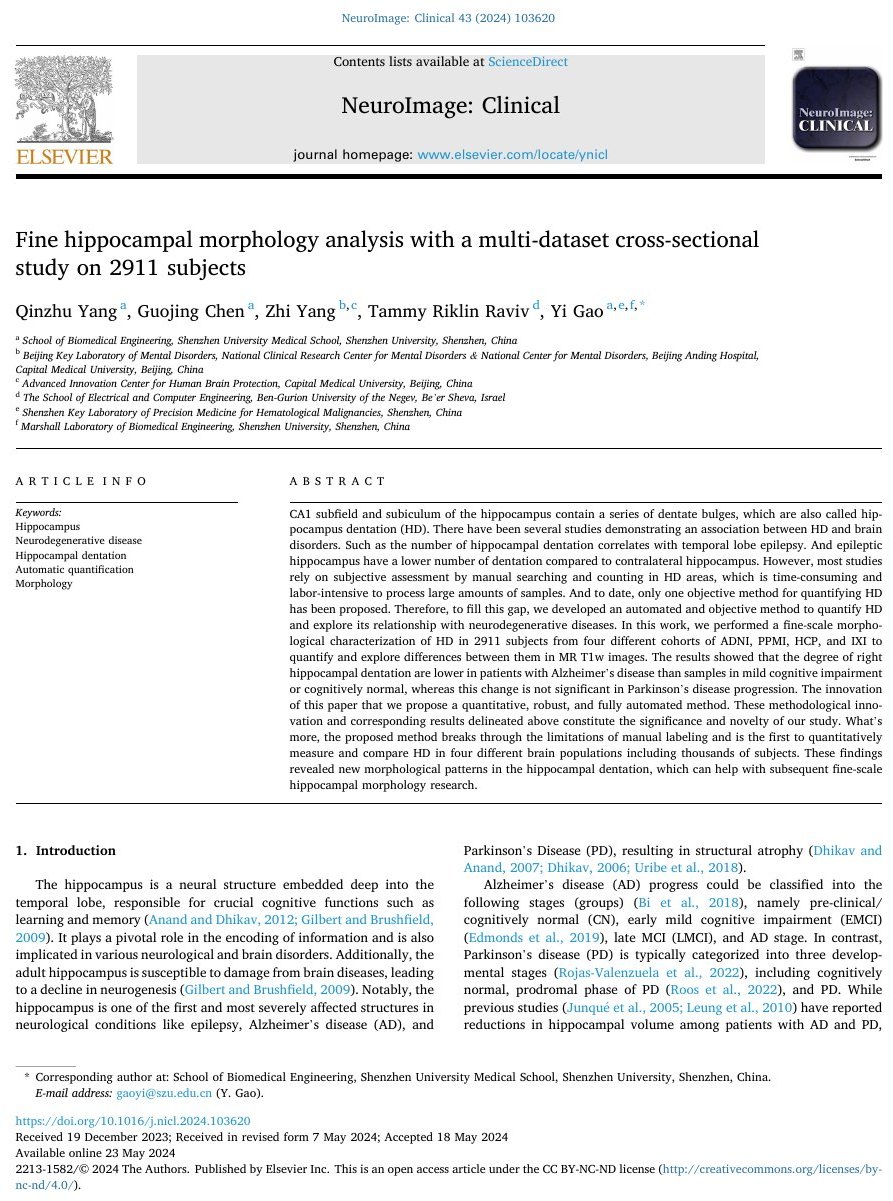 NeuroImage: Clinical 43 (2024) 103620
Contents lists available at ScienceDirect
NeuroImage: Clinical
journal homepage: www.elsevier.com/locate/ynicl
ELSEVIER
NeuroImage:
CLINICAL
Fine hippocampal morphology analysis with a multi-dataset cross-sectional
study on 2911 subjects
Qinzhu Yang a, Guojing Chen a, Zhi Yang b,c, Tammy Riklin Raviv d, Yi Gao a,e,f,*
a School of Biomedical Engineering, Shenzhen University Medical School, Shenzhen University, Shenzhen, China
b Beijing Key Laboratory of Mental Disorders, National Clinical Research Center for Mental Disorders & National Center for Mental Disorders, Beijing Anding Hospital,
Capital Medical University, Beijing, China
c Advanced Innovation Center for Human Brain Protection, Capital Medical University, Beijing, China
d The School of Electrical and Computer Engineering, Ben-Gurion University of the Negev, Be'er Sheva, Israel
e Shenzhen Key Laboratory of Precision Medicine for Hematological Malignancies, Shenzhen, China
f Marshall Laboratory of Biomedical Engineering, Shenzhen University, Shenzhen, China
ARTICLE INFO
Keywords:
Hippocampus
Neurodegenerative disease
Hippocampal dentation
Automatic quantification
Morphology
ABSTRACT
CA1 subfield and subiculum of the hippocampus contain a series of dentate bulges, which are also called hip-
pocampus dentation (HD). There have been several studies demonstrating an association between HD and brain
disorders. Such as the number of hippocampal dentation correlates with temporal lobe epilepsy. And epileptic
hippocampus have a lower number of dentation compared to contralateral hippocampus. However, most studies
rely on subjective assessment by manual searching and counting in HD areas, which is time-consuming and
labor-intensive to process large amounts of samples. And to date, only one objective method for quantifying HD
has been proposed. Therefore, to fill this gap, we developed an automated and objective method to quantify HD
and explore its relationship with neurodegenerative diseases. In this work, we performed a fine-scale morpho-
logical characterization of HD in 2911 subjects from four different cohorts of ADNI, PPMI, HCP, and IXI to
quantify and explore differences between them in MR T1w images. The results showed that the degree of right
hippocampal dentation are lower in patients with Alzheimer's disease than samples in mild cognitive impairment
or cognitively normal, whereas this change is not significant in Parkinson's disease progression. The innovation
of this paper that we propose a quantitative, robust, and fully automated method. These methodological inno-
vation and corresponding results delineated above constitute the significance and novelty of our study. What's
more, the proposed method breaks through the limitations of manual labeling and is the first to quantitatively
measure and compare HD in four different brain populations including thousands of subjects. These findings
revealed new morphological patterns in the hippocampal dentation, which can help with subsequent fine-scale
hippocampal morphology research.
1. Introduction
The hippocampus is a neural structure embedded deep into the
temporal lobe, responsible for crucial cognitive functions such as
learning and memory (Anand and Dhikav, 2012; Gilbert and Brushfield,
2009). It plays a pivotal role in the encoding of information and is also
implicated in various neurological and brain disorders. Additionally, the
adult hippocampus is susceptible to damage from brain diseases, leading
to a decline in neurogenesis (Gilbert and Brushfield, 2009). Notably, the
hippocampus is one of the first and most severely affected structures in
neurological conditions like epilepsy, Alzheimer's disease (AD), and
Parkinson's Disease (PD), resulting in structural atrophy (Dhikav and
Anand, 2007; Dhikav, 2006; Uribe et al., 2018).
Alzheimer's disease (AD) progress could be classified into the
following stages (groups) (Bi et al., 2018), namely pre-clinical/
cognitively normal (CN), early mild cognitive impairment (EMCI)
(Edmonds et al., 2019), late MCI (LMCI), and AD stage. In contrast,
Parkinson's disease (PD) is typically categorized into three develop-
mental stages (Rojas-Valenzuela et al., 2022), including cognitively
normal, prodromal phase of PD (Roos et al., 2022), and PD. While
previous studies (Junqué et al., 2005; Leung et al., 2010) have reported
reductions in hippocampal volume among patients with AD and PD,
* Corresponding author at: School of Biomedical Engineering, Shenzhen University Medical School, Shenzhen University, Shenzhen, China.
E-mail address: gaoyi@szu.edu.cn (Y. Gao).
https://doi.org/10.1016/j.nicl.2024.103620
Received 19 December 2023; Received in revised form 7 May 2024; Accepted 18 May 2024
Available online 23 May 2024
2213-1582/© 2024 The Authors. Published by Elsevier Inc. This is an open access article under the CC BY-NC-ND license (http://creativecommons.org/licenses/by-
nc-nd/4.0/).